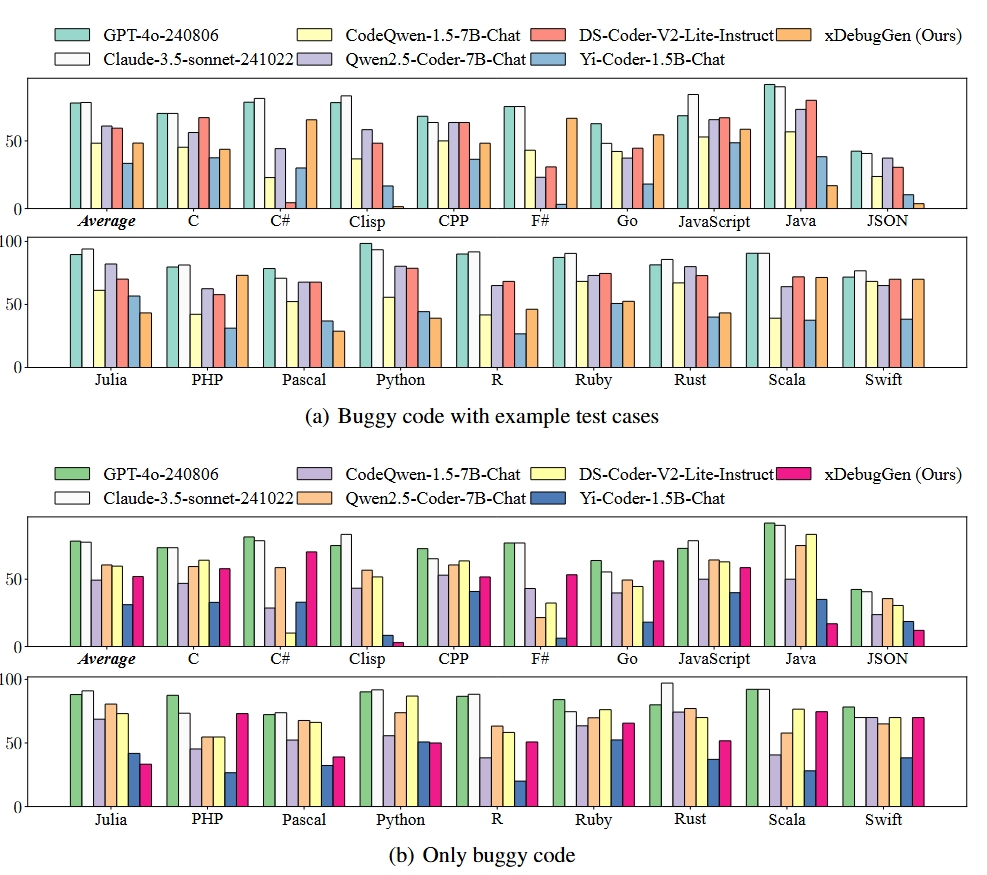 GPT-4o-240806 CodeQwen-1.5-7B-Chat DS-Coder-V2-Lite-Instruct xDebugGen (Ours)
Claude-3.5-sonnet-241022 Qwen2.5-Coder-7B-Chat Yi-Coder-1.5B-Chat
50
0
Average C C# Clisp CPP F# Go JavaScript Java JSON
100
50
0
Julia PHP Pascal Python R Ruby Rust Scala Swift
(a) Buggy code with example test cases
GPT-4o-240806 CodeQwen-1.5-7B-Chat DS-Coder-V2-Lite-Instruct xDebugGen (Ours)
Claude-3.5-sonnet-241022 Qwen2.5-Coder-7B-Chat Yi-Coder-1.5B-Chat
50
0
Average C C# Clisp CPP F# Go JavaScript Java JSON
100
50
0
Julia PHP Pascal Python R Ruby Rust Scala Swift
(b) Only buggy code